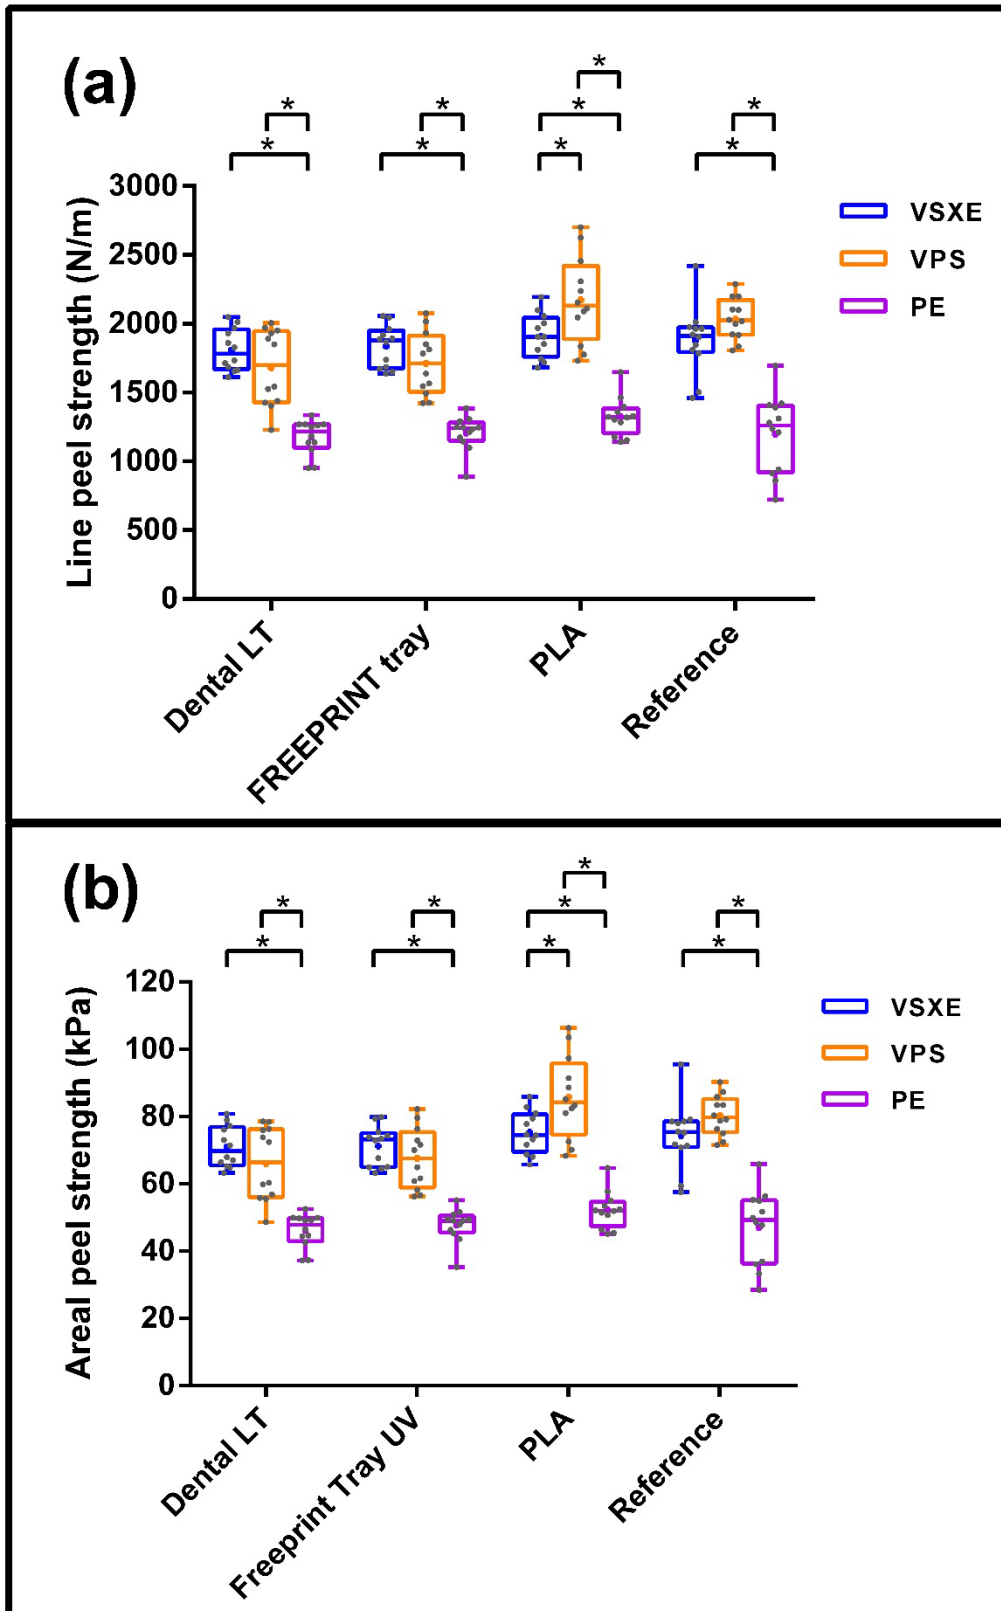 (a)
*
* * * *
* * * *
*
Line peel strength (N/m)
3000
2500
2000
1500
1000
500
0
VSXE
VPS
PE
Dental LT
FREEPRINT tray
PLA
Reference
(b)
*
* * * *
* * * *
Areal peel strength (kPa)
120
100
80
60
40
20
0
VSXE
VPS
PE
Dental LT
Freeprint Tray UV
PLA
Reference